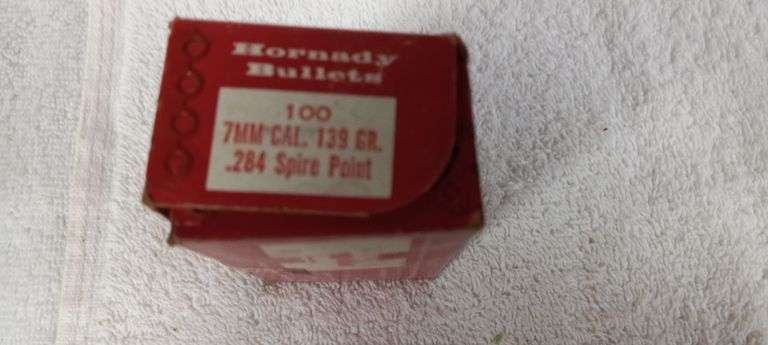 Hornady
Bullets
100
7MM CAL. 139 GR.
.284 Spire Point